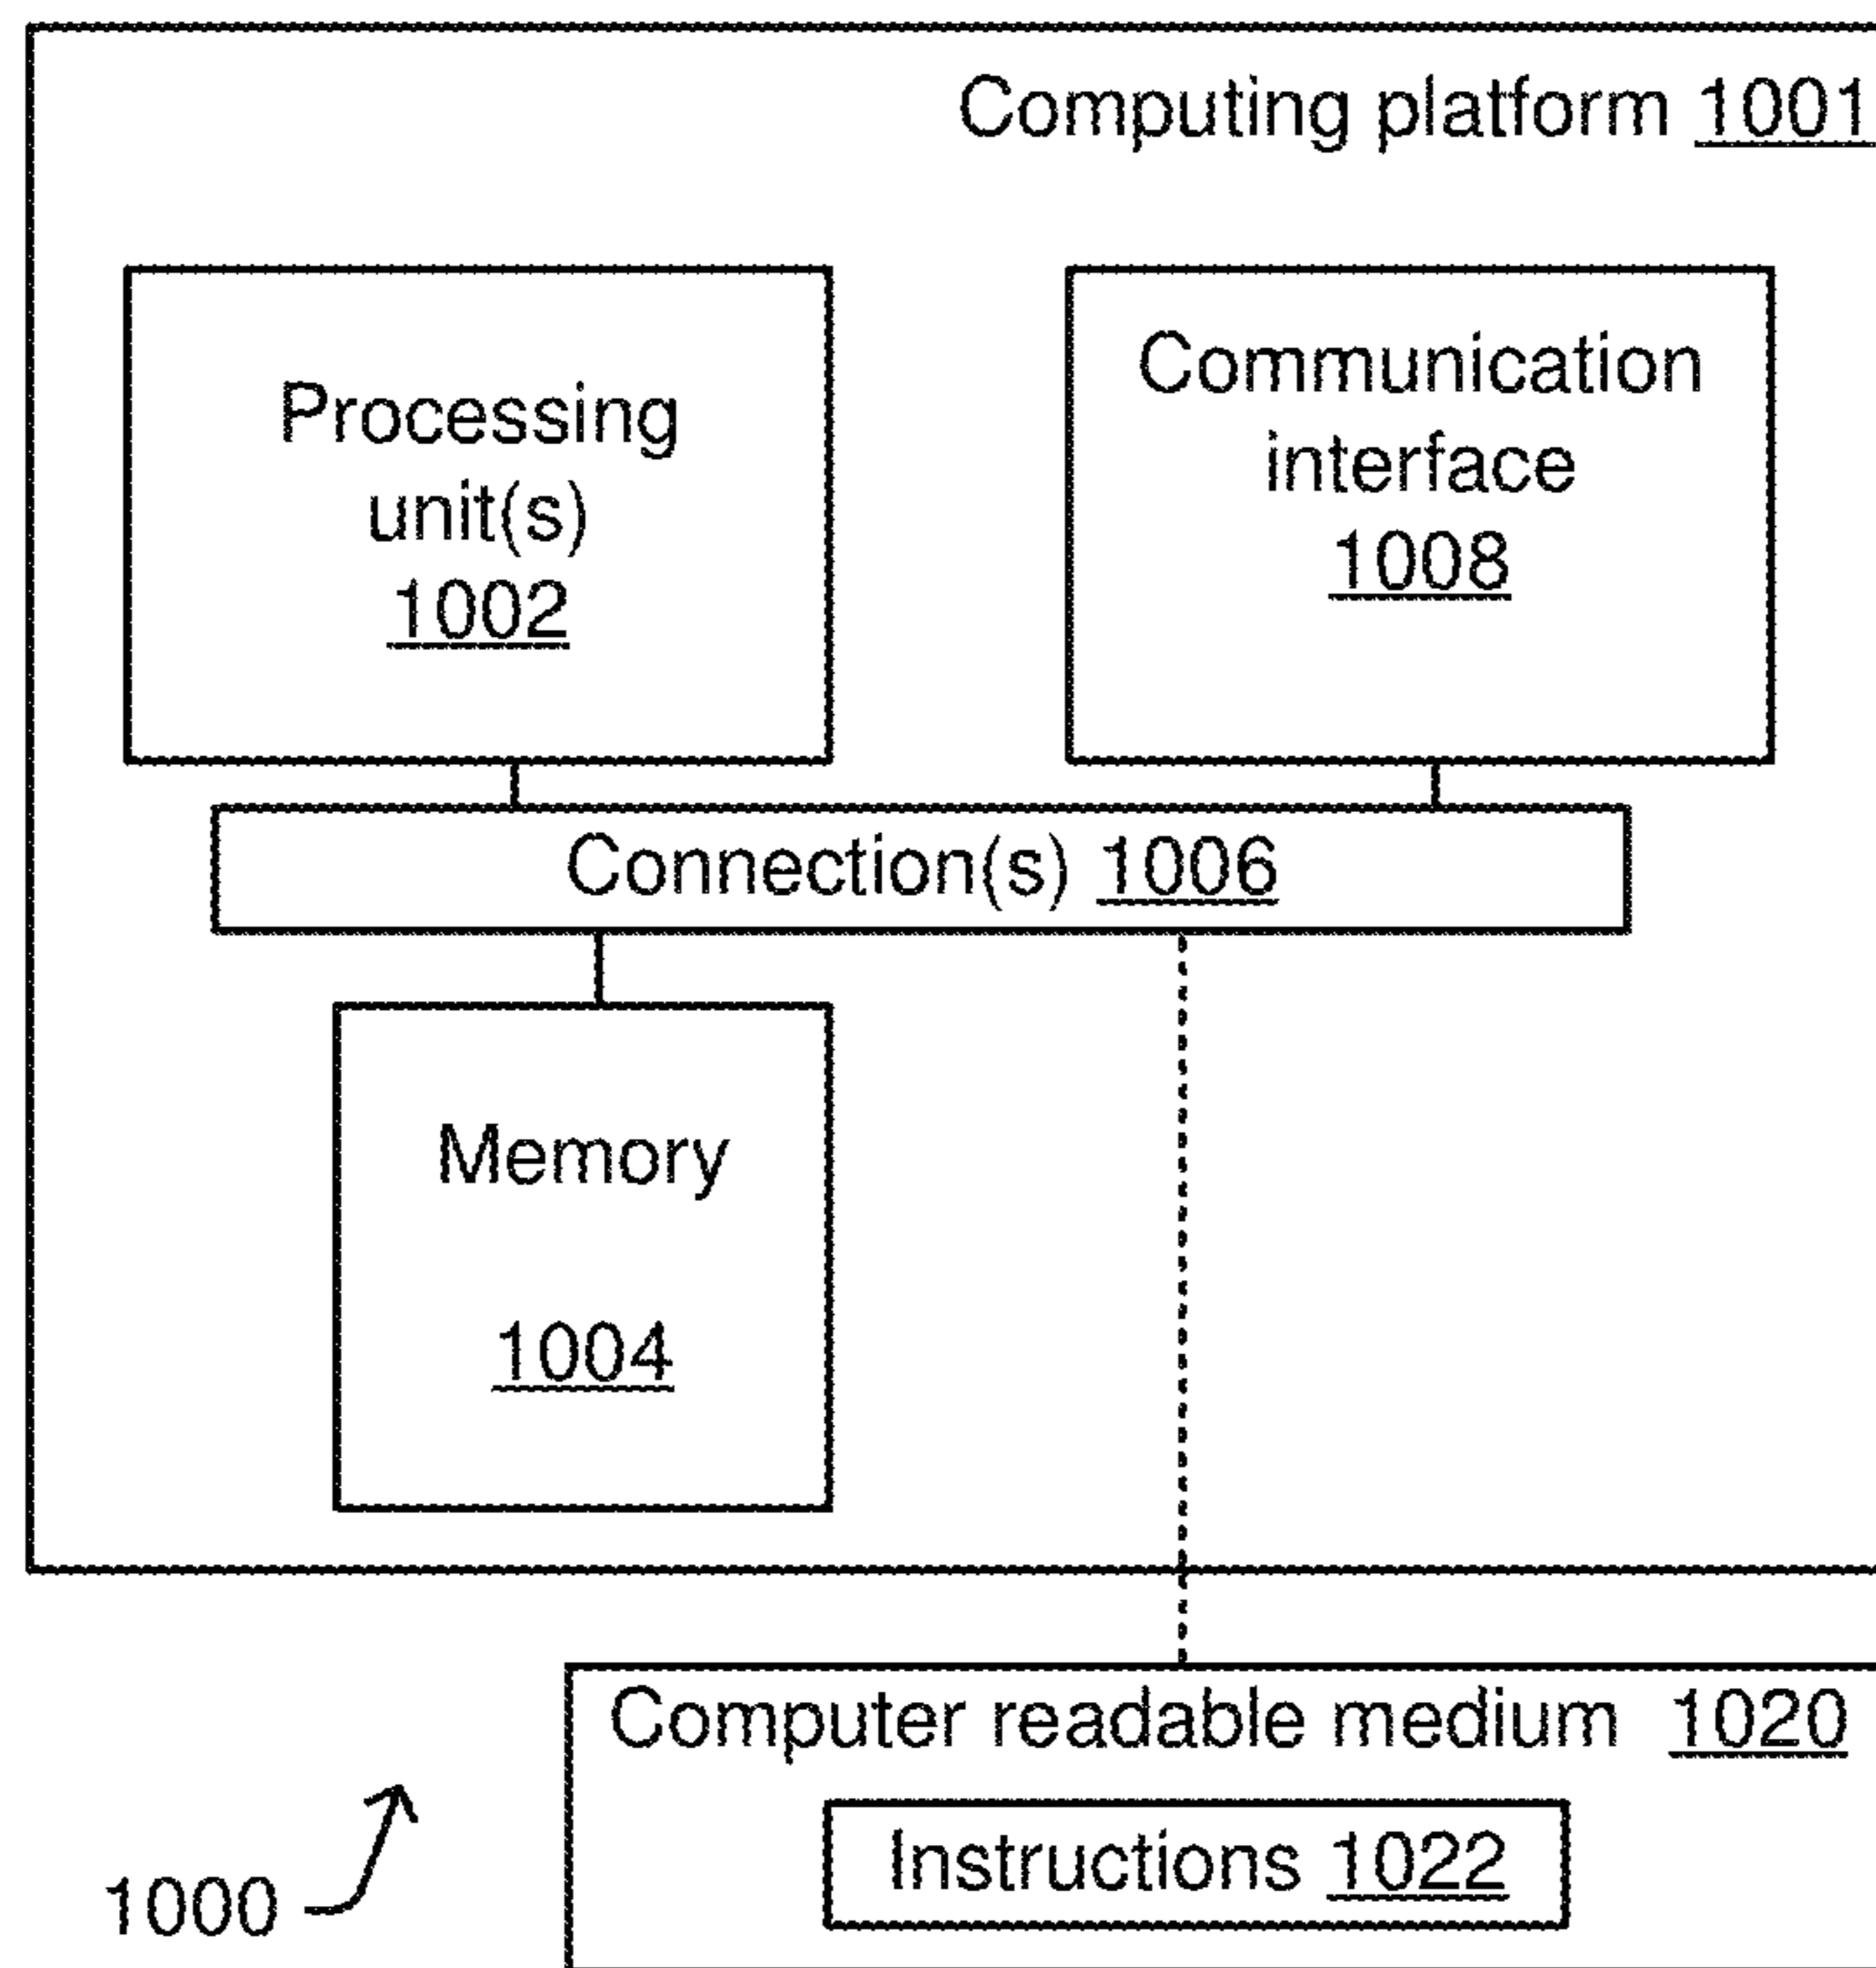 Computing platform 1001
Processing
unit(s)
1002
Communication
interface
1008
Connection(s) 1006
Memory
1004
Computer readable medium 1020
Instructions 1022
1000